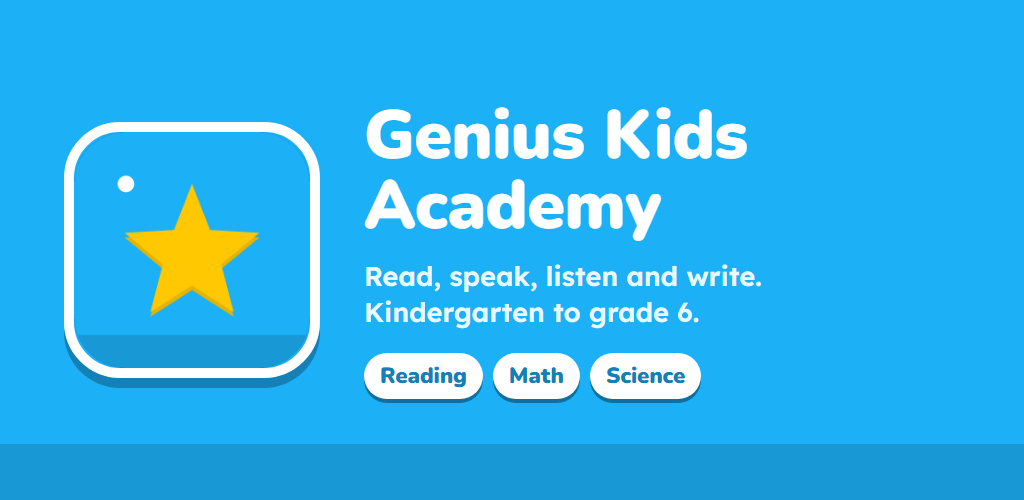 Genius Kids
Academy
Read, speak, listen and write.
Kindergarten to grade 6.
Reading Math Science